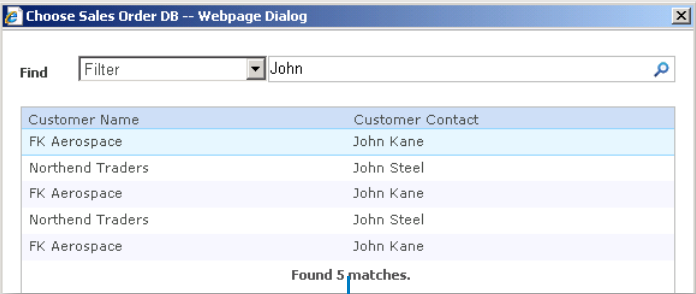 Choose Sales Order DB -- Webpage Dialog
Find Filter John
Customer Name Customer Contact
FK Aerospace John Kane
Northend Traders John Steel
FK Aerospace John Kane
Northend Traders John Steel
FK Aerospace John Kane
Found 5 matches.